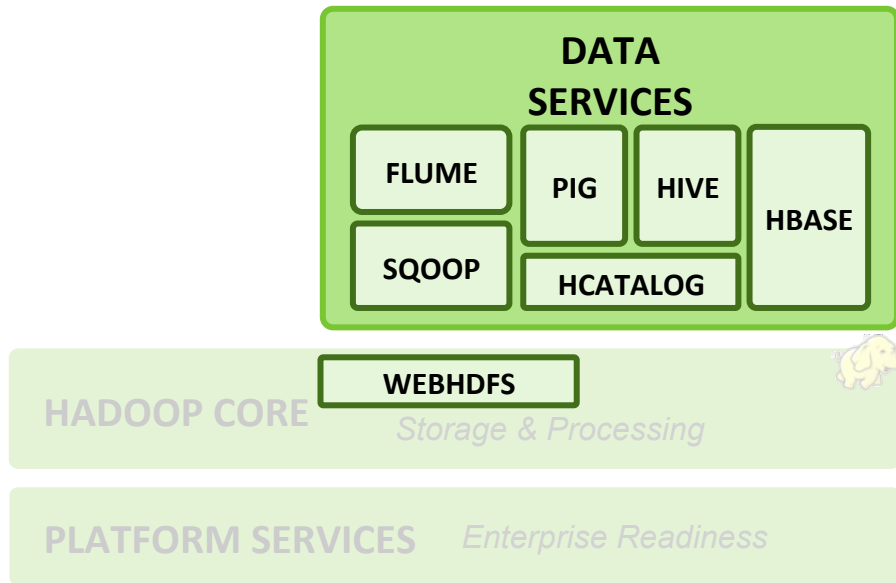 DATA
SERVICES
FLUME
PIG
HIVE
HBASE
SQOOP
HCATALOG
WEBHDFS
HADOOP CORE
Storage & Processing
PLATFORM SERVICES
Enterprise Readiness